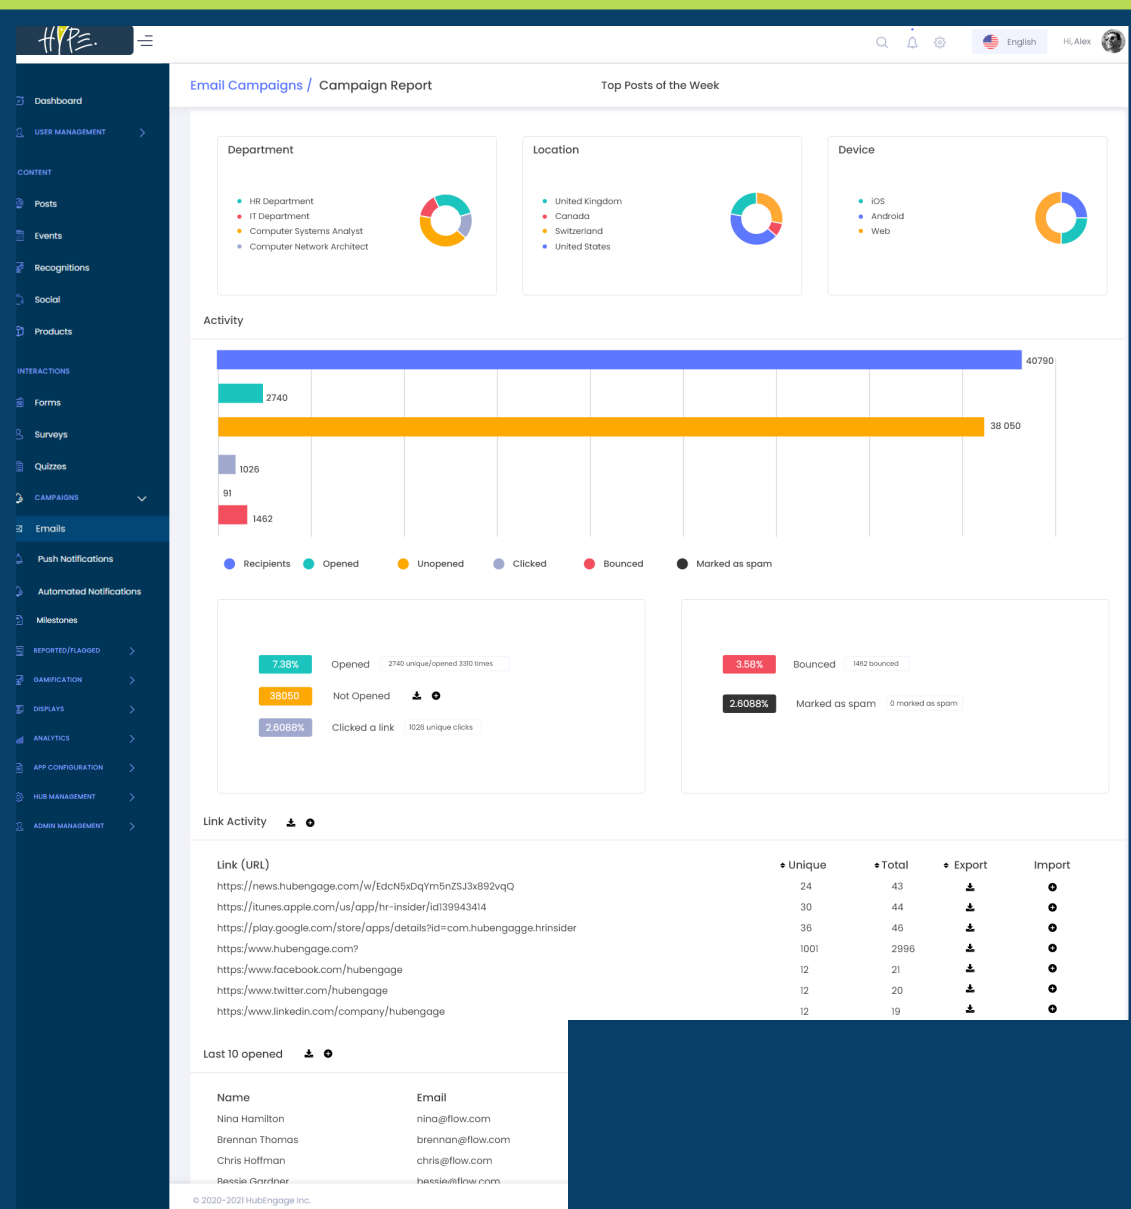 HYPE.
English
Hi, Alex
Email Campaigns / Campaign Report
Top Posts of the Week
Dashboard
USER MANAGEMENT
CONTENT
Posts
Events
Recognitions
Social
Products
INTERACTIONS
Forms
Surveys
Quizzes
CAMPAIGNS
Emails
Push Notifications
Automated Notifications
Milestones
REPORTED/FLAGGED
GAMIFICATION
DISPLAYS
ANALYTICS
APP CONFIGURATION
HUB MANAGEMENT
ADMIN MANAGEMENT
Department
HR Department
IT Department
Computer Systems Analyst
Computer Network Architect
Location
United Kingdom
Canada
Switzerland
United States
Device
iOS
Android
Web
Activity
40790
2740
38 050
1026
91
1462
Recipients Opened Unopened Clicked Bounced Marked as spam
7.38% Opened 2740 unique/opened 3310 times
38050 Not Opened
2.6088% Clicked a link 1026 unique clicks
3.58% Bounced 1462 bounced
2.6088% Marked as spam 0 marked as spam
Link Activity
Link (URL) Unique Total Export Import
https://news.hubengage.com/w/EdcN5xDqYm5nZSJ3x892vqQ 24 43
https://itunes.apple.com/us/app/hr-insider/id139943414 30 44
https://play.google.com/store/apps/details?id=com.hubengagge.hrinsider 36 46
https:/www.hubengage.com? 1001 2996
https:/www.facebook.com/hubengage 12 21
https:/www.twitter.com/hubengage 12 20
https:/www.linkedin.com/company/hubengage 12 19
Last 10 opened
Name Email
Nina Hamilton nina@flow.com
Brennan Thomas brennan@flow.com
Chris Hoffman chris@flow.com
Bessie Gardner bessie@flow.com
© 2020-2021 HubEngage Inc.